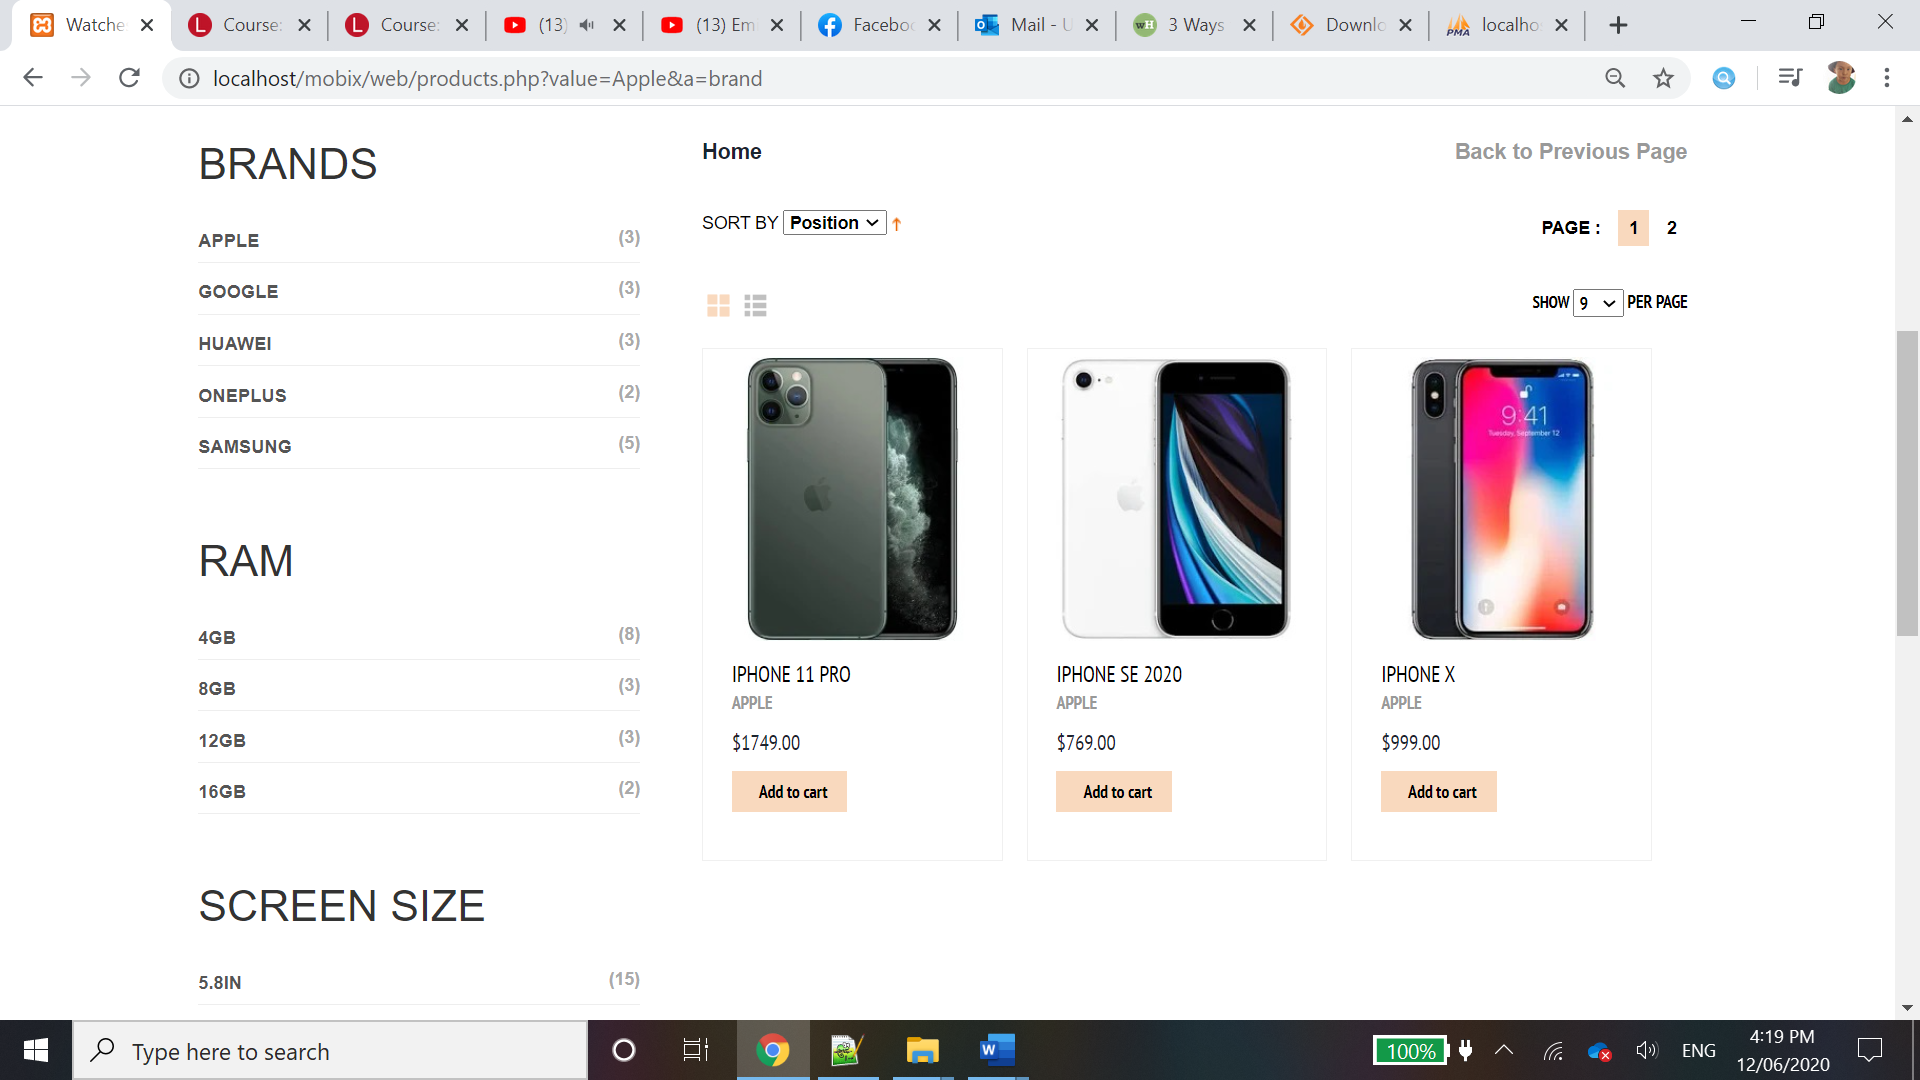 Watche
Course:
Course:
(13)
(13) Em
Facebo
Mail - U
3 Ways
Downlo
localho
localhost/mobix/web/products.php?value=Apple&a=brand
BRANDS
APPLE (3)
GOOGLE (3)
HUAWEI (3)
ONEPLUS (2)
SAMSUNG (5)
RAM
4GB (8)
8GB (3)
12GB (3)
16GB (2)
SCREEN SIZE
5.8IN (15)
Home
Back to Previous Page
SORT BY Position
PAGE : 1 2
SHOW 9 PER PAGE
9:41
Tuesday, September 12
IPHONE 11 PRO
APPLE
$1749.00
Add to cart
IPHONE SE 2020
APPLE
$769.00
Add to cart
IPHONE X
APPLE
$999.00
Add to cart
Type here to search
100%
ENG
4:19 PM
12/06/2020